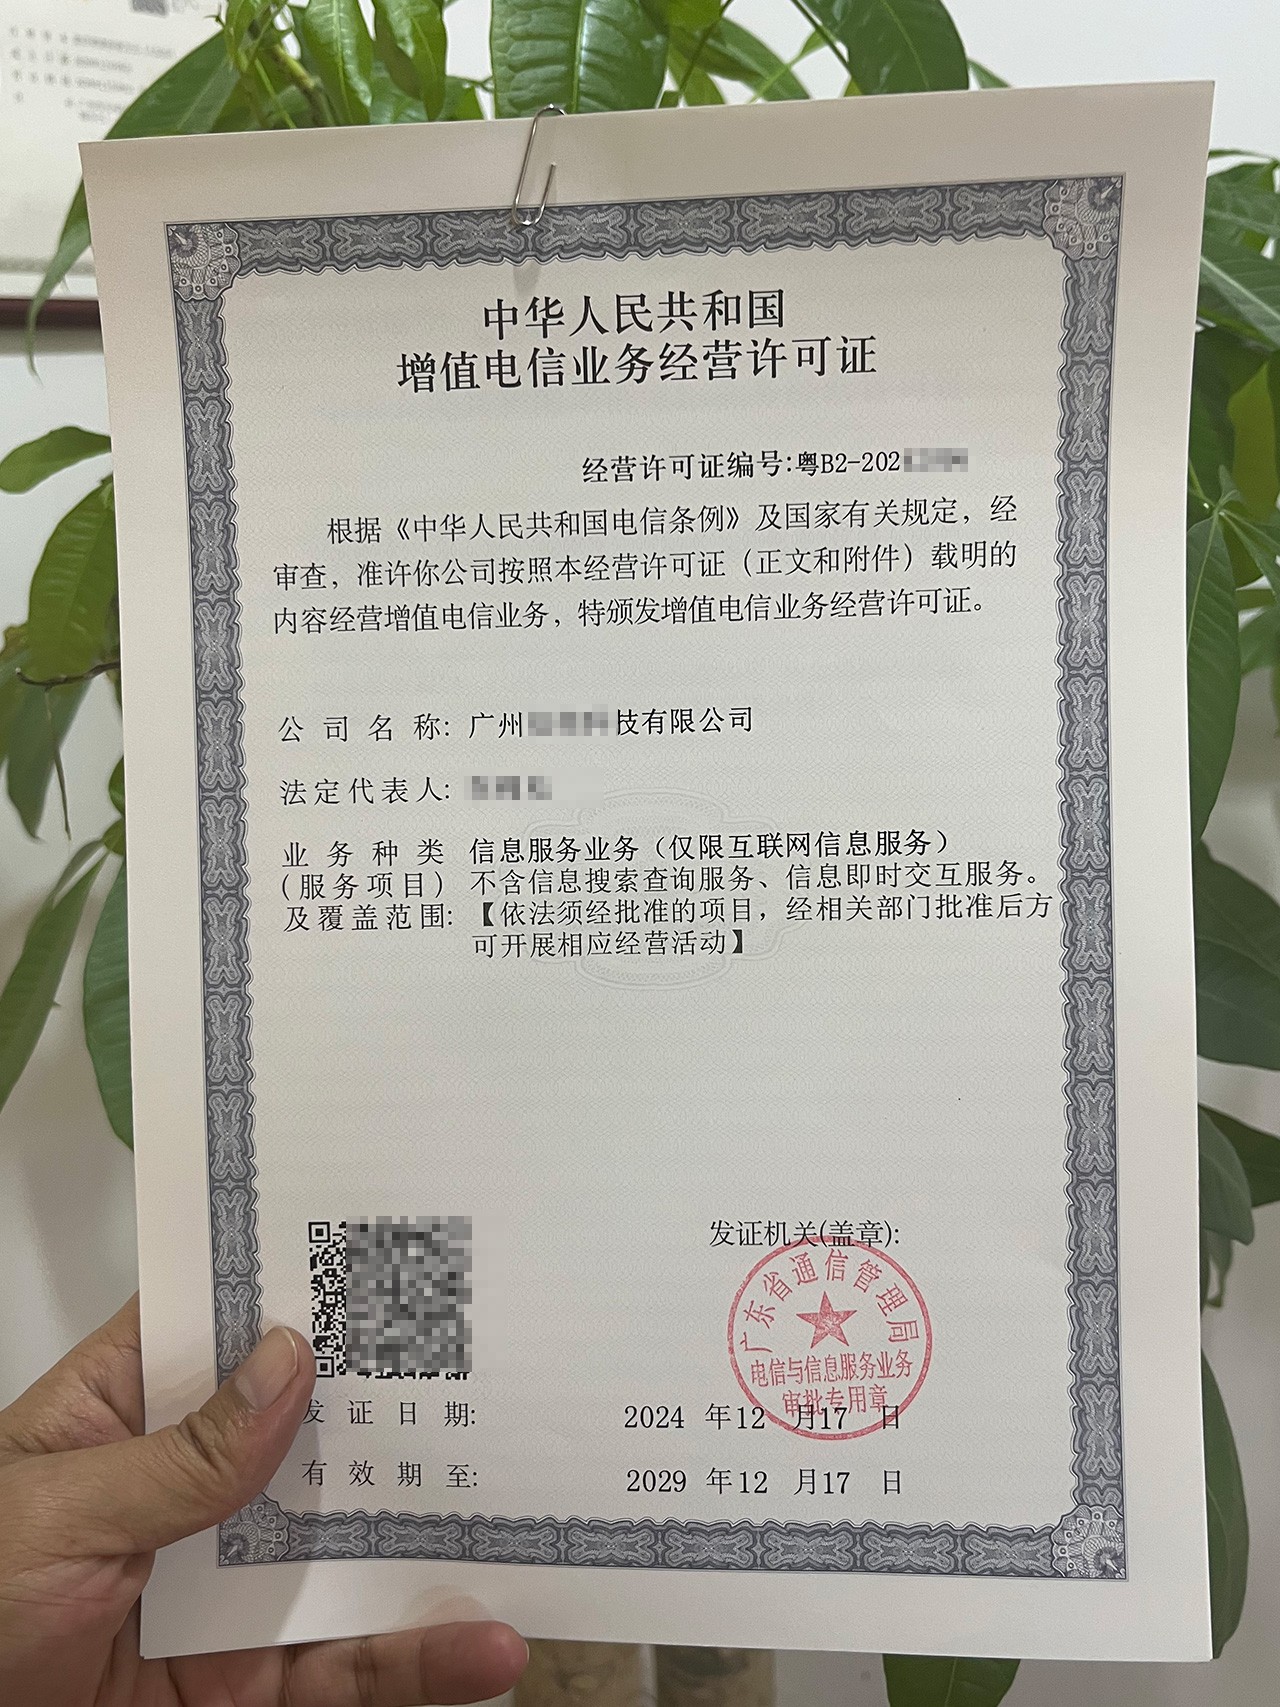 中华人民共和国
增值电信业务经营许可证
经营许可证编号:粤B2-202
根据《中华人民共和国电信条例》及国家有关规定，经
审查，准许你公司按照本经营许可证（正文和附件）载明的
内容经营增值电信业务，特颁发增值电信业务经营许可证。
公司名称: 广州 技有限公司
法定代表人:
业务种类 信息服务业务（仅限互联网信息服务）
(服务项目) 不含信息搜索查询服务、信息即时交互服务。
及覆盖范围: 【依法须经批准的项目，经相关部门批准后方
可开展相应经营活动】
发证机关(盖章):
广东省通信管理局
电信与信息服务业务
审批专用章
发证日期: 2024 年12 月17 日
有效期至: 2029 年12 月17 日